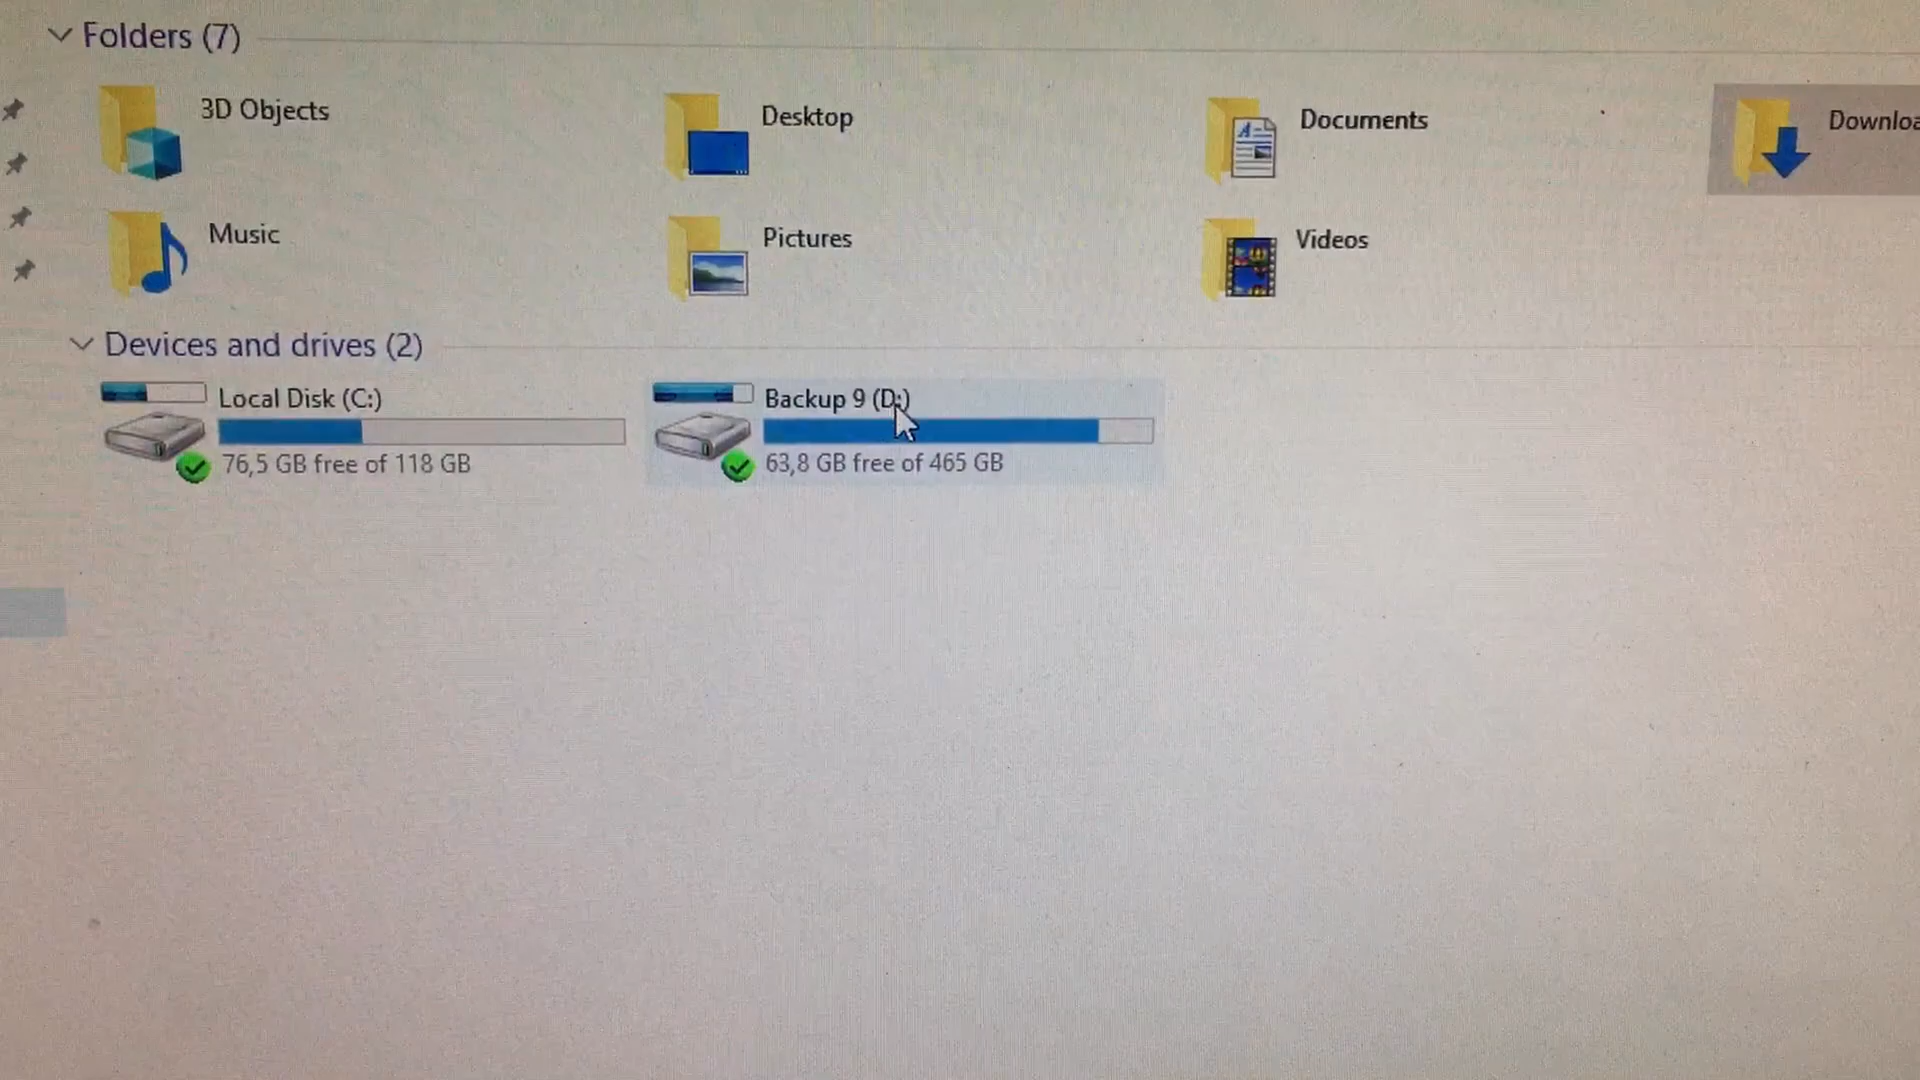 Folders (7)
3D Objects
Desktop
Documents
Music
Pictures
Videos
Devices and drives (2)
Local Disk (C:)
76,5 GB free of 118 GB
Backup 9 (D:)
63,8 GB free of 465 GB